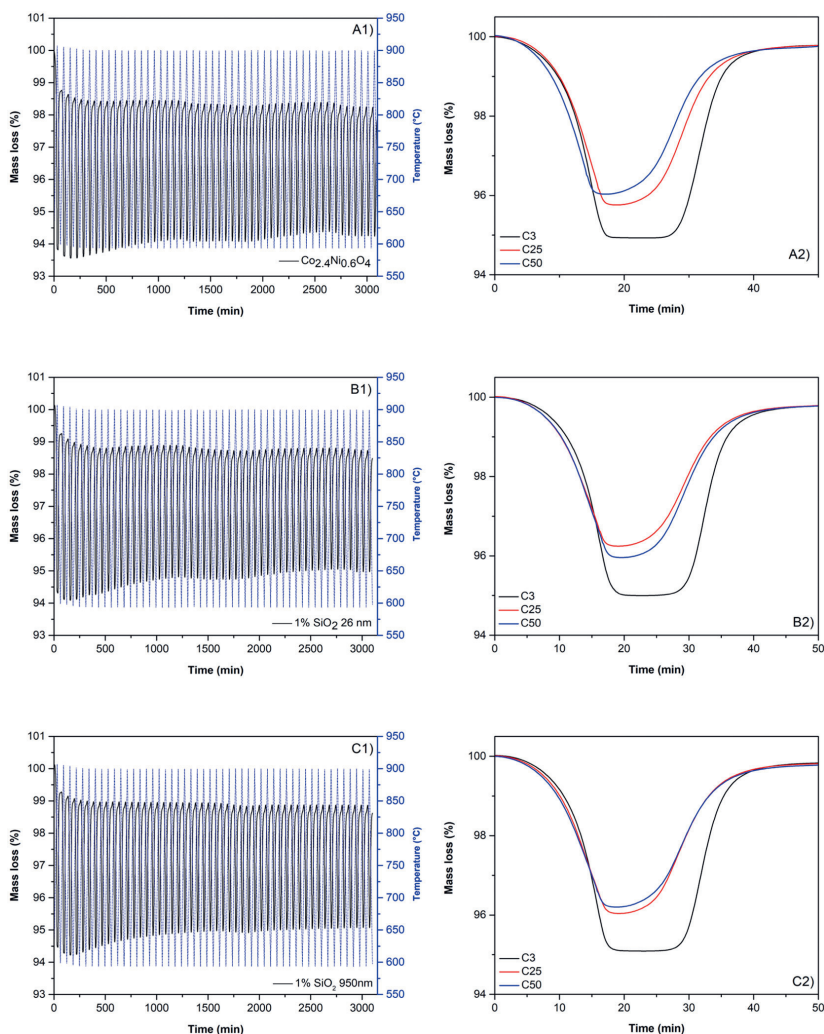 A1)
101
100
99
98
97
96
95
94
93
Mass loss (%)
950
900
850
800
750
700
650
600
550
Temperature (°C)
0 500 1000 1500 2000 2500 3000
Time (min)
Co2.4Ni0.6O4
A2)
100
98
96
94
Mass loss (%)
C3
C25
C50
0 20 40
Time (min)
B1)
101
100
99
98
97
96
95
94
93
Mass loss (%)
950
900
850
800
750
700
650
600
550
Temperature (°C)
0 500 1000 1500 2000 2500 3000
Time (min)
1% SiO2 26 nm
B2)
100
98
96
94
Mass loss (%)
C3
C25
C50
0 10 20 30 40 50
Time (min)
C1)
101
100
99
98
97
96
95
94
93
Mass loss (%)
950
900
850
800
750
700
650
600
550
Temperature (°C)
0 500 1000 1500 2000 2500 3000
Time (min)
1% SiO2 950nm
C2)
100
98
96
94
Mass loss (%)
C3
C25
C50
0 10 20 30 40 50
Time (min)